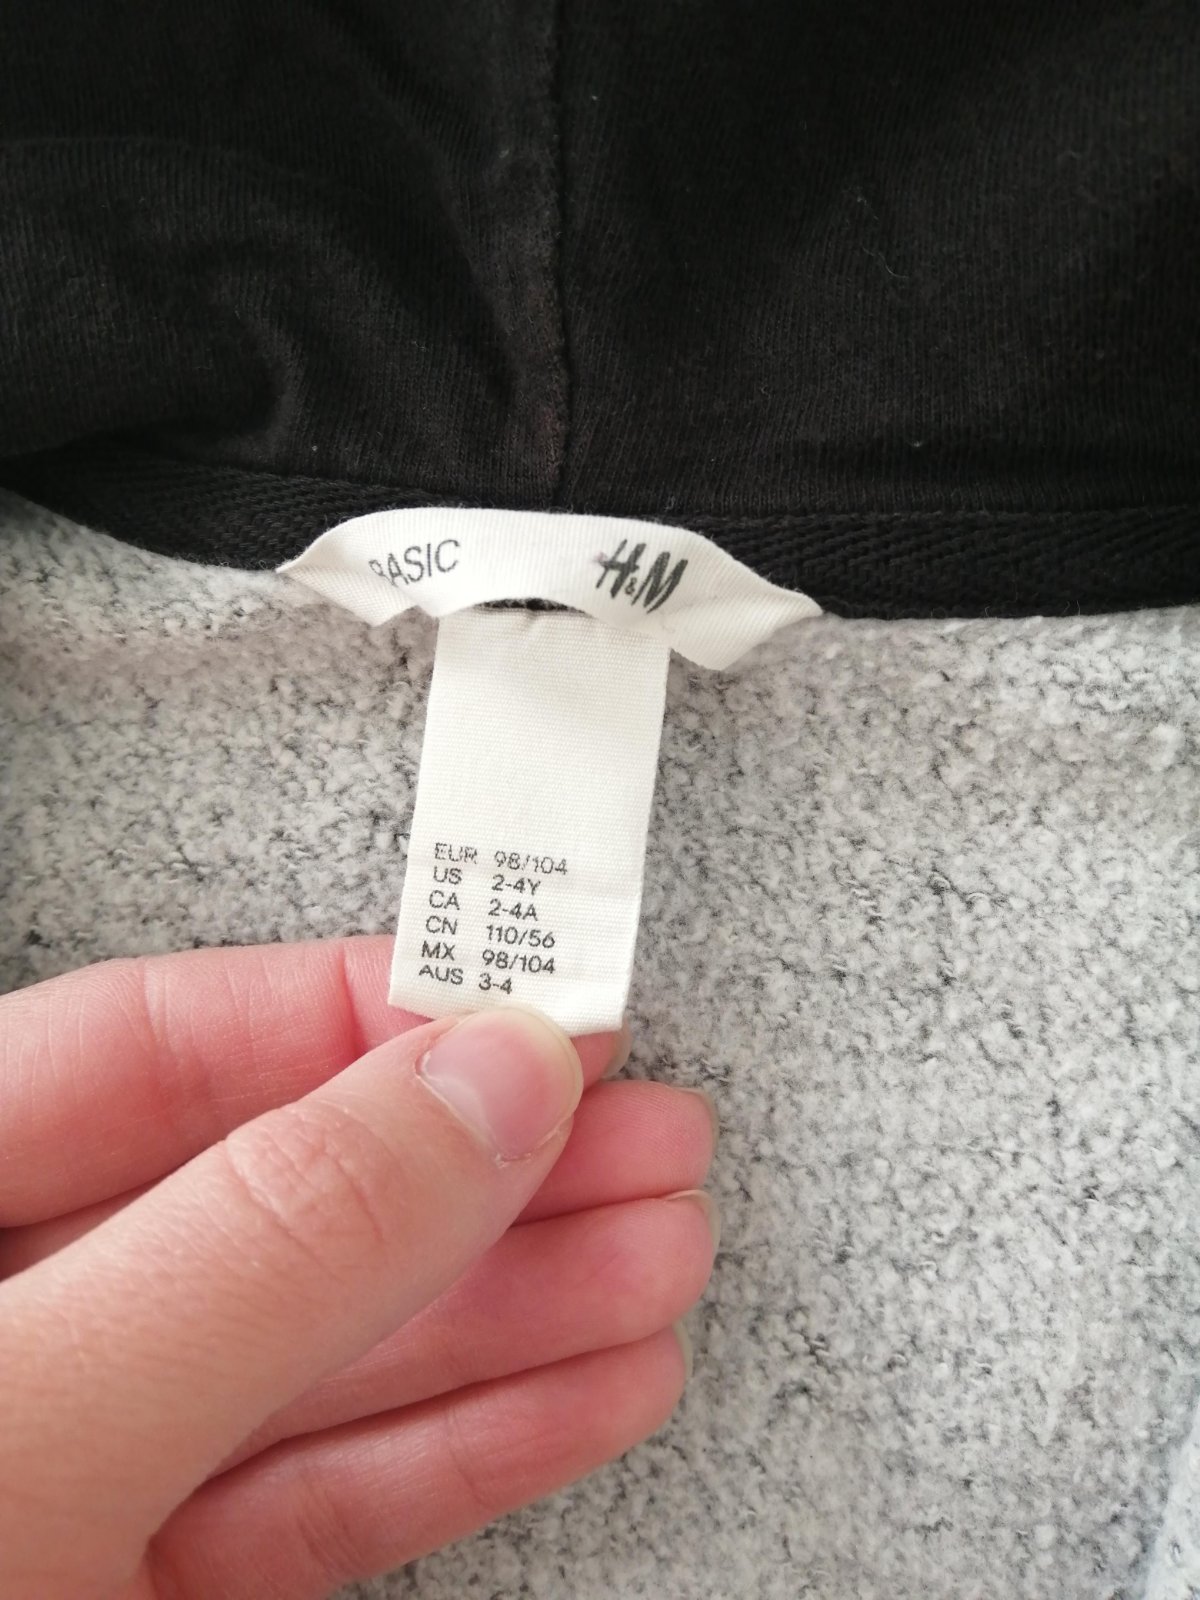 BASIC H&M
EUR 98/104
US 2-4Y
CA 2-4A
CN 110/56
MX 98/104
AUS 3-4